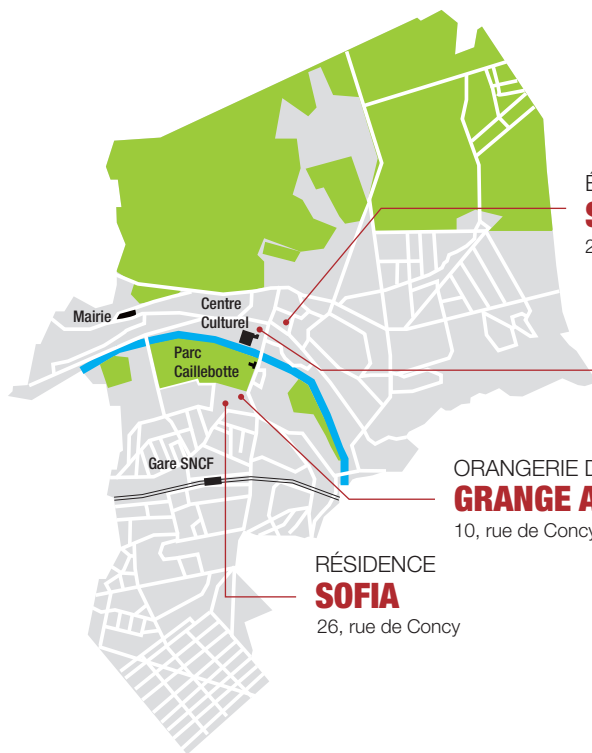 É
S
2
Mairie
Centre
Culturel
Parc
Caillebotte
Gare SNCF
ORANGERIE D
GRANGE A
10, rue de Concy
RÉSIDENCE
SOFIA
26, rue de Concy